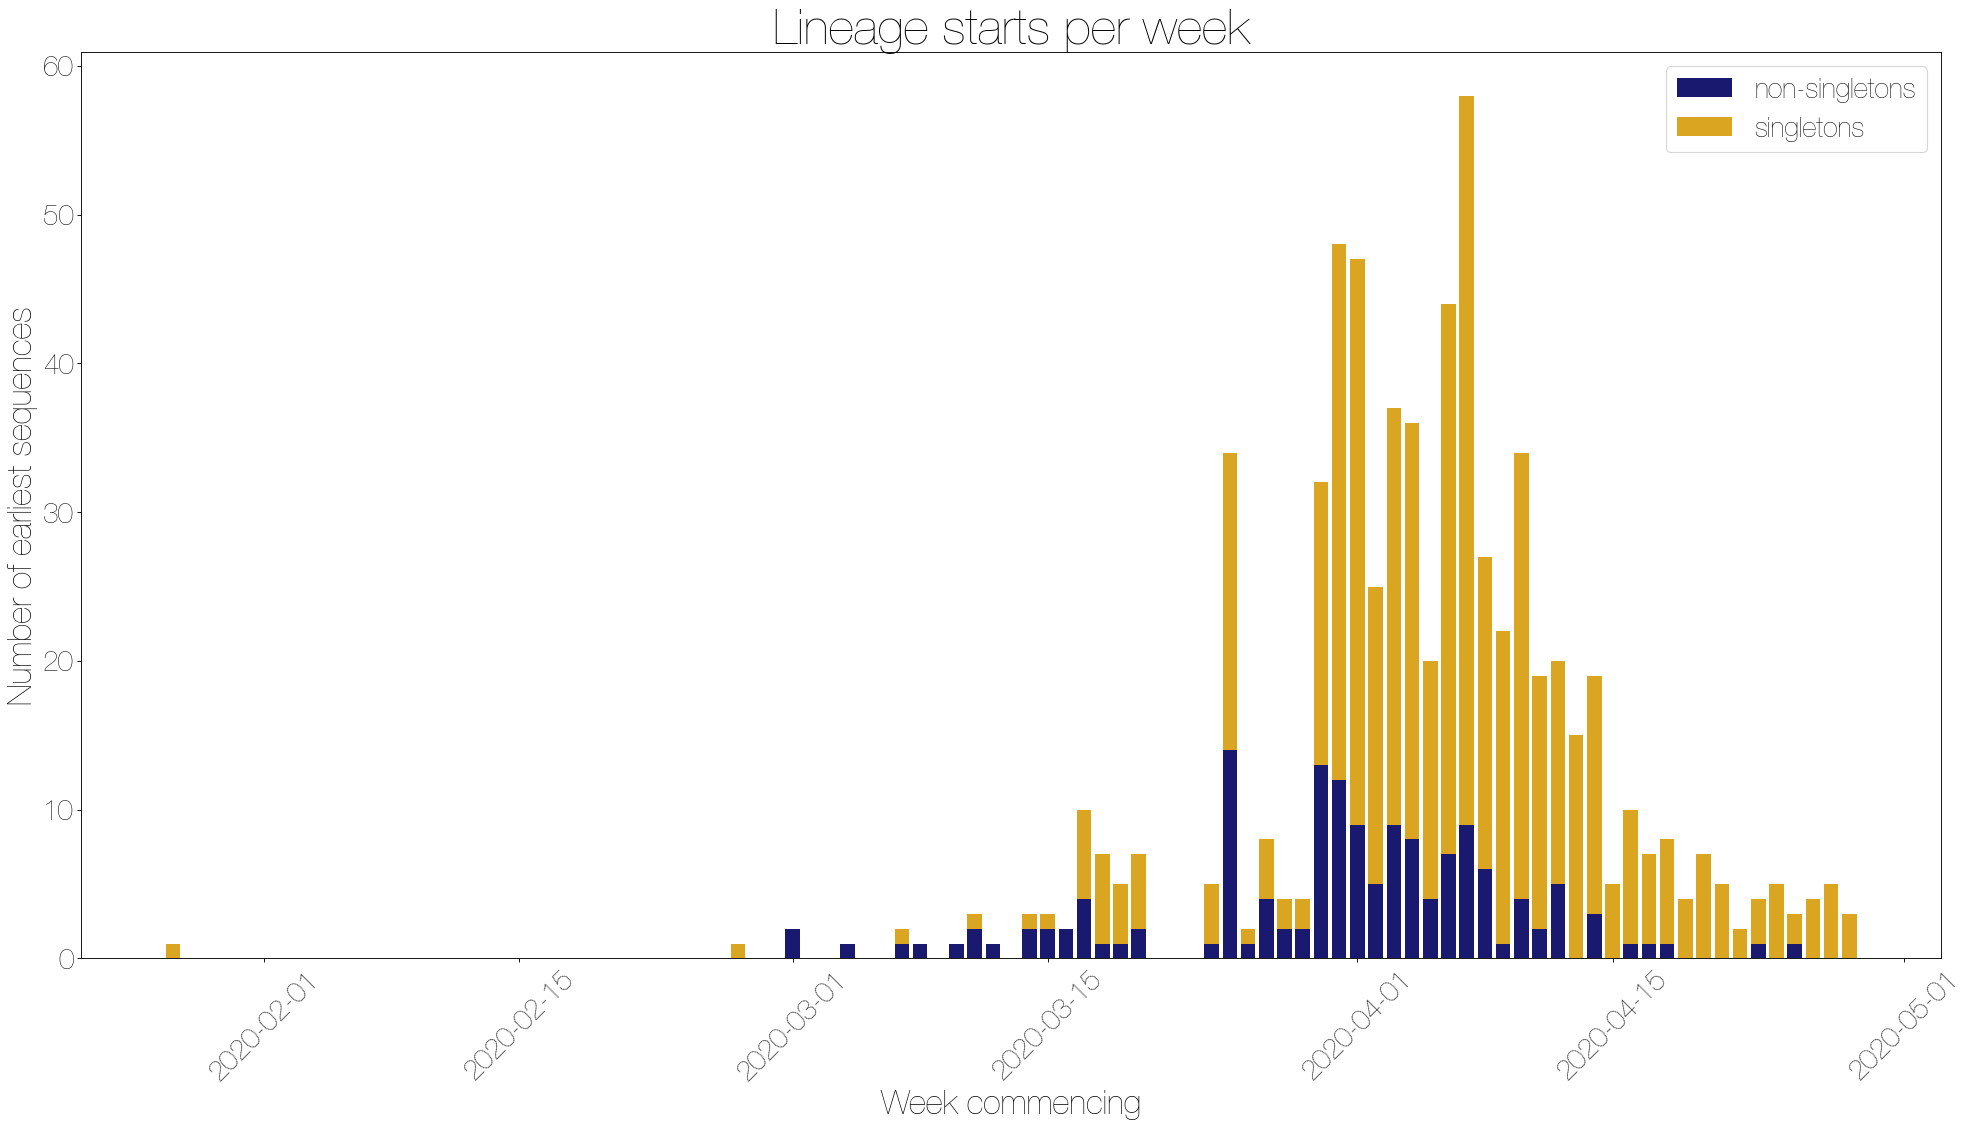 Lineage starts per week
60
50
40
30
20
10
0
Number of earliest sequences
non-singletons
singletons
2020-02-01
2020-02-15
2020-03-01
2020-03-15
2020-04-01
2020-04-15
2020-05-01
Week commencing